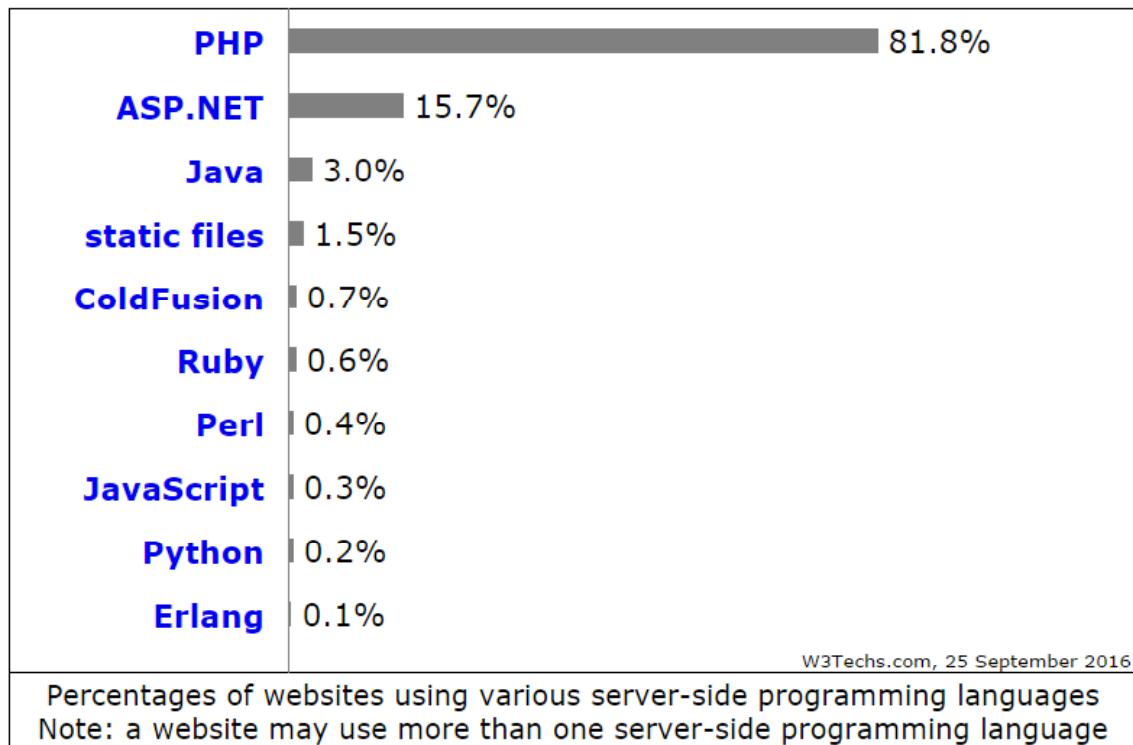 PHP 81.8%
ASP.NET 15.7%
Java 3.0%
static files 1.5%
ColdFusion 0.7%
Ruby 0.6%
Perl 0.4%
JavaScript 0.3%
Python 0.2%
Erlang 0.1%
W3Techs.com, 25 September 2016
Percentages of websites using various server-side programming languages
Note: a website may use more than one server-side programming language